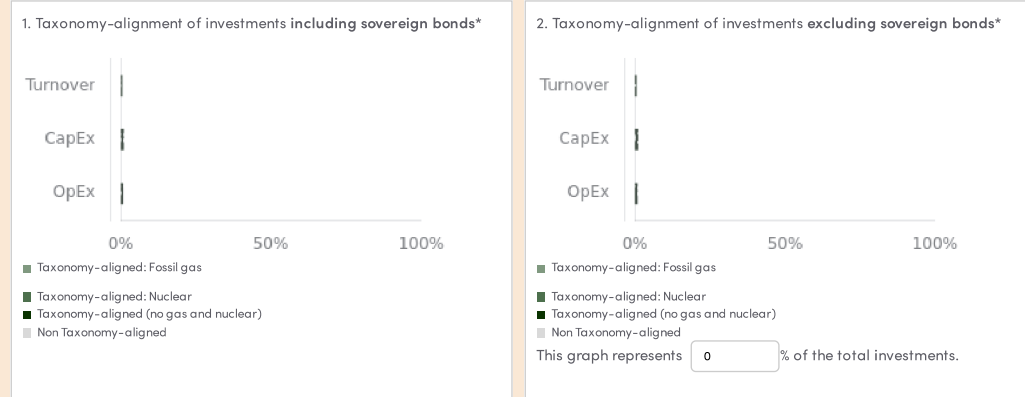 1. Taxonomy-alignment of investments including sovereign bonds*
Turnover
CapEx
OpEx
0% 50% 100%
Taxonomy-aligned: Fossil gas
Taxonomy-aligned: Nuclear
Taxonomy-aligned (no gas and nuclear)
Non Taxonomy-aligned
2. Taxonomy-alignment of investments excluding sovereign bonds*
Turnover
CapEx
OpEx
0% 50% 100%
Taxonomy-aligned: Fossil gas
Taxonomy-aligned: Nuclear
Taxonomy-aligned (no gas and nuclear)
Non Taxonomy-aligned
This graph represents 0 % of the total investments.